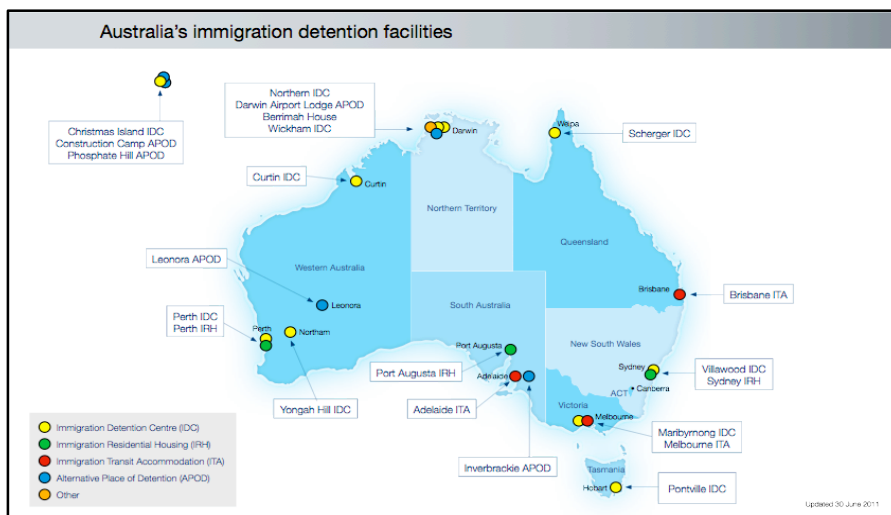 Australia's immigration detention facilities
Christmas Island IDC
Construction Camp APOD
Phosphate Hill APOD
Northern IDC
Darwin Airport Lodge APOD
Berrimah House
Wickham IDC
Darwin
Weipa
Scherger IDC
Curtin IDC
Curtin
Northern Territory
Queensland
Leonora APOD
Western Australia
Leonora
South Australia
Brisbane
Brisbane ITA
Perth IDC
Perth IRH
Perth
Northam
Port Augusta
New South Wales
Port Augusta IRH
Sydney
Villawood IDC
Sydney IRH
Adelaide
Canberra
ACT
Yongah Hill IDC
Adelaide ITA
Victoria
Melbourne
Maribyrnong IDC
Melbourne ITA
Inverbrackie APOD
Tasmania
Hobart
Pontville IDC
Immigration Detention Centre (IDC)
Immigration Residential Housing (IRH)
Immigration Transit Accommodation (ITA)
Alternative Place of Detention (APOD)
Other
Updated 30 June 2011